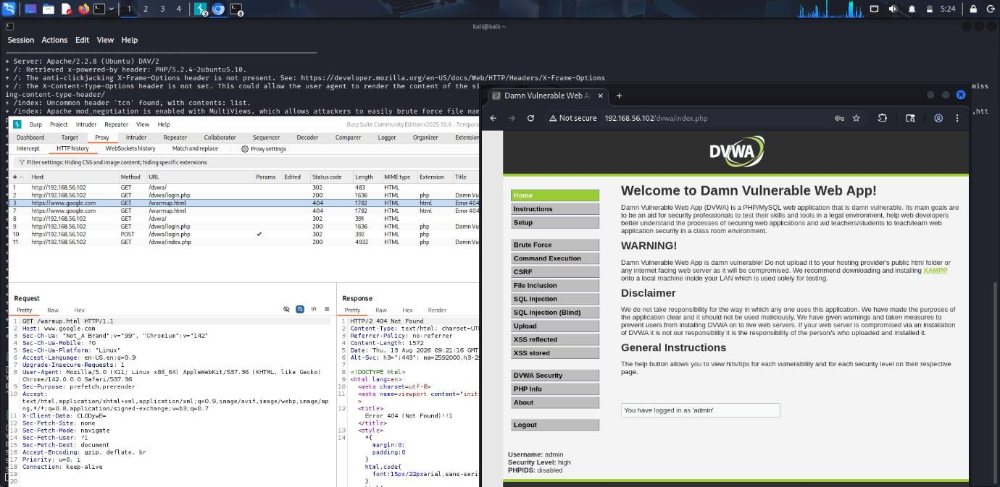 1 2 3 4 3 8 5:24
kali@kali: ~
Session Actions Edit View Help
+ Server: Apache/2.2.8 (Ubuntu) DAV/2
+ /: Retrieved x-powered-by header: PHP/5.2.4-2ubuntu5.10.
+ /: The anti-clickjacking X-Frame-Options header is not present. See: https://developer.mozilla.org/en-US/docs/Web/HTTP/Headers/X-Frame-Options
+ /: The X-Content-Type-Options header is not set. This could allow the user agent to render the content of the si miss
ing-content-type-header/
+ /index: Uncommon header 'tcn' found, with contents: list.
+ /index: Apache mod_negotiation is enabled with MultiViews, which allows attackers to easily brute force file nam ,htt
Burp Project Intruder Repeater View Help Burp Suite Community Edition v2025.10.6 - Tempora
Dashboard Target Proxy Intruder Repeater Collaborator Sequencer Decoder Comparer Logger Organizer Extension
Intercept HTTP history WebSockets history Match and replace Proxy settings
Filter settings: Hiding CSS and image content; hiding specific extensions
# Host Method URL Params Edited Status code Length MIME type Extension Title
1 http://192.168.56.102 GET /dvwa/ 302 483 HTML
2 http://192.168.56.102 GET /dvwa/login.php 200 1636 HTML php Damn Vu
3 https://www.google.com GET /warmup.html 404 1782 HTML html Error 404
7 https://www.google.com GET /warmup.html 404 1782 HTML html Error 404
8 http://192.168.56.102 GET /dvwa/ 302 391 HTML
9 http://192.168.56.102 GET /dvwa/login.php 200 1636 HTML php Damn Vu
10 http://192.168.56.102 POST /dvwa/login.php ✓ 302 392 HTML php
11 http://192.168.56.102 GET /dvwa/index.php 200 4932 HTML php Damn Vu
Request
Pretty Raw Hex \n
1 GET /warmup.html HTTP/1.1
2 Host: www.google.com
3 Sec-Ch-Ua: "Not_A Brand";v="99", "Chromium";v="142"
4 Sec-Ch-Ua-Mobile: ?0
5 Sec-Ch-Ua-Platform: "Linux"
6 Accept-Language: en-US,en;q=0.9
7 Upgrade-Insecure-Requests: 1
8 User-Agent: Mozilla/5.0 (X11; Linux x86_64) AppleWebKit/537.36 (KHTML, like Gecko)
Chrome/142.0.0.0 Safari/537.36
9 Sec-Purpose: prefetch;prerender
10 Accept:
text/html,application/xhtml+xml,application/xml;q=0.9,image/avif,image/webp,image/ap
ng,*/*;q=0.8,application/signed-exchange;v=b3;q=0.7
11 X-Client-Data: CLODywE=
12 Sec-Fetch-Site: none
13 Sec-Fetch-Mode: navigate
14 Sec-Fetch-User: ?1
15 Sec-Fetch-Dest: document
16 Accept-Encoding: gzip, deflate, br
17 Priority: u=0, i
18 Connection: keep-alive
19
20
Response
Pretty Raw Hex Render
1 HTTP/2 404 Not Found
2 Content-Type: text/html; charset=UTF
3 Referrer-Policy: no-referrer
4 Content-Length: 1572
5 Date: Thu, 13 Aug 2026 09:21:16 GMT
6 Alt-Svc: h3=":443"; ma=2592000,h3-2
7
8 <!DOCTYPE html>
9 <html lang=en>
10 <meta charset=utf-8>
11 <meta name=viewport content="init
>
12 <title>
Error 404 (Not Found)!!1
</title>
13 <style>
14 *{
margin:0;
padding:0
}
html,code{
font:15px/22pxarial,sans-seri
}
Damn Vulnerable Web Ap
Not secure 192.168.56.102/dvwa/index.php
DVWA
Home
Instructions
Setup
Brute Force
Command Execution
CSRF
File Inclusion
SQL Injection
SQL Injection (Blind)
Upload
XSS reflected
XSS stored
DVWA Security
PHP Info
About
Logout
Welcome to Damn Vulnerable Web App!
Damn Vulnerable Web App (DVWA) is a PHP/MySQL web application that is damn vulnerable. Its main goals are
to be an aid for security professionals to test their skills and tools in a legal environment, help web developers
better understand the processes of securing web applications and aid teachers/students to teach/learn web
application security in a class room environment.
WARNING!
Damn Vulnerable Web App is damn vulnerable! Do not upload it to your hosting provider's public html folder or
any internet facing web server as it will be compromised. We recommend downloading and installing XAMPP
onto a local machine inside your LAN which is used solely for testing.
Disclaimer
We do not take responsibility for the way in which any one uses this application. We have made the purposes of
the application clear and it should not be used maliciously. We have given warnings and taken measures to
prevent users from installing DVWA on to live web servers. If your web server is compromised via an installation
of DVWA it is not our responsibility it is the responsibility of the person/s who uploaded and installed it.
General Instructions
The help button allows you to view hits/tips for each vulnerability and for each security level on their respective
page.
You have logged in as 'admin'
Username: admin
Security Level: high
PHPIDS: disabled